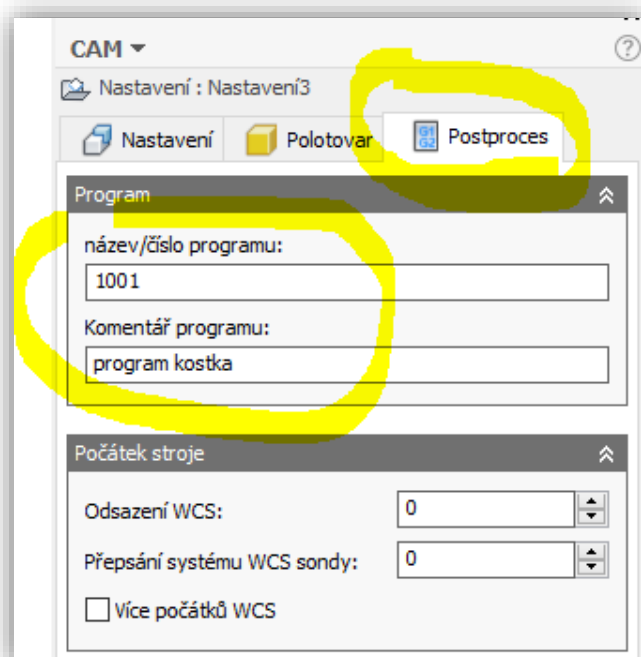 CAM
Nastavení : Nastavení3
Nastavení Polotovar G1 G2 Postproces
Program
název/číslo programu:
1001
Komentář programu:
program kostka
Počátek stroje
Odsazení WCS: 0
Přepsání systému WCS sondy: 0
Více počátků WCS